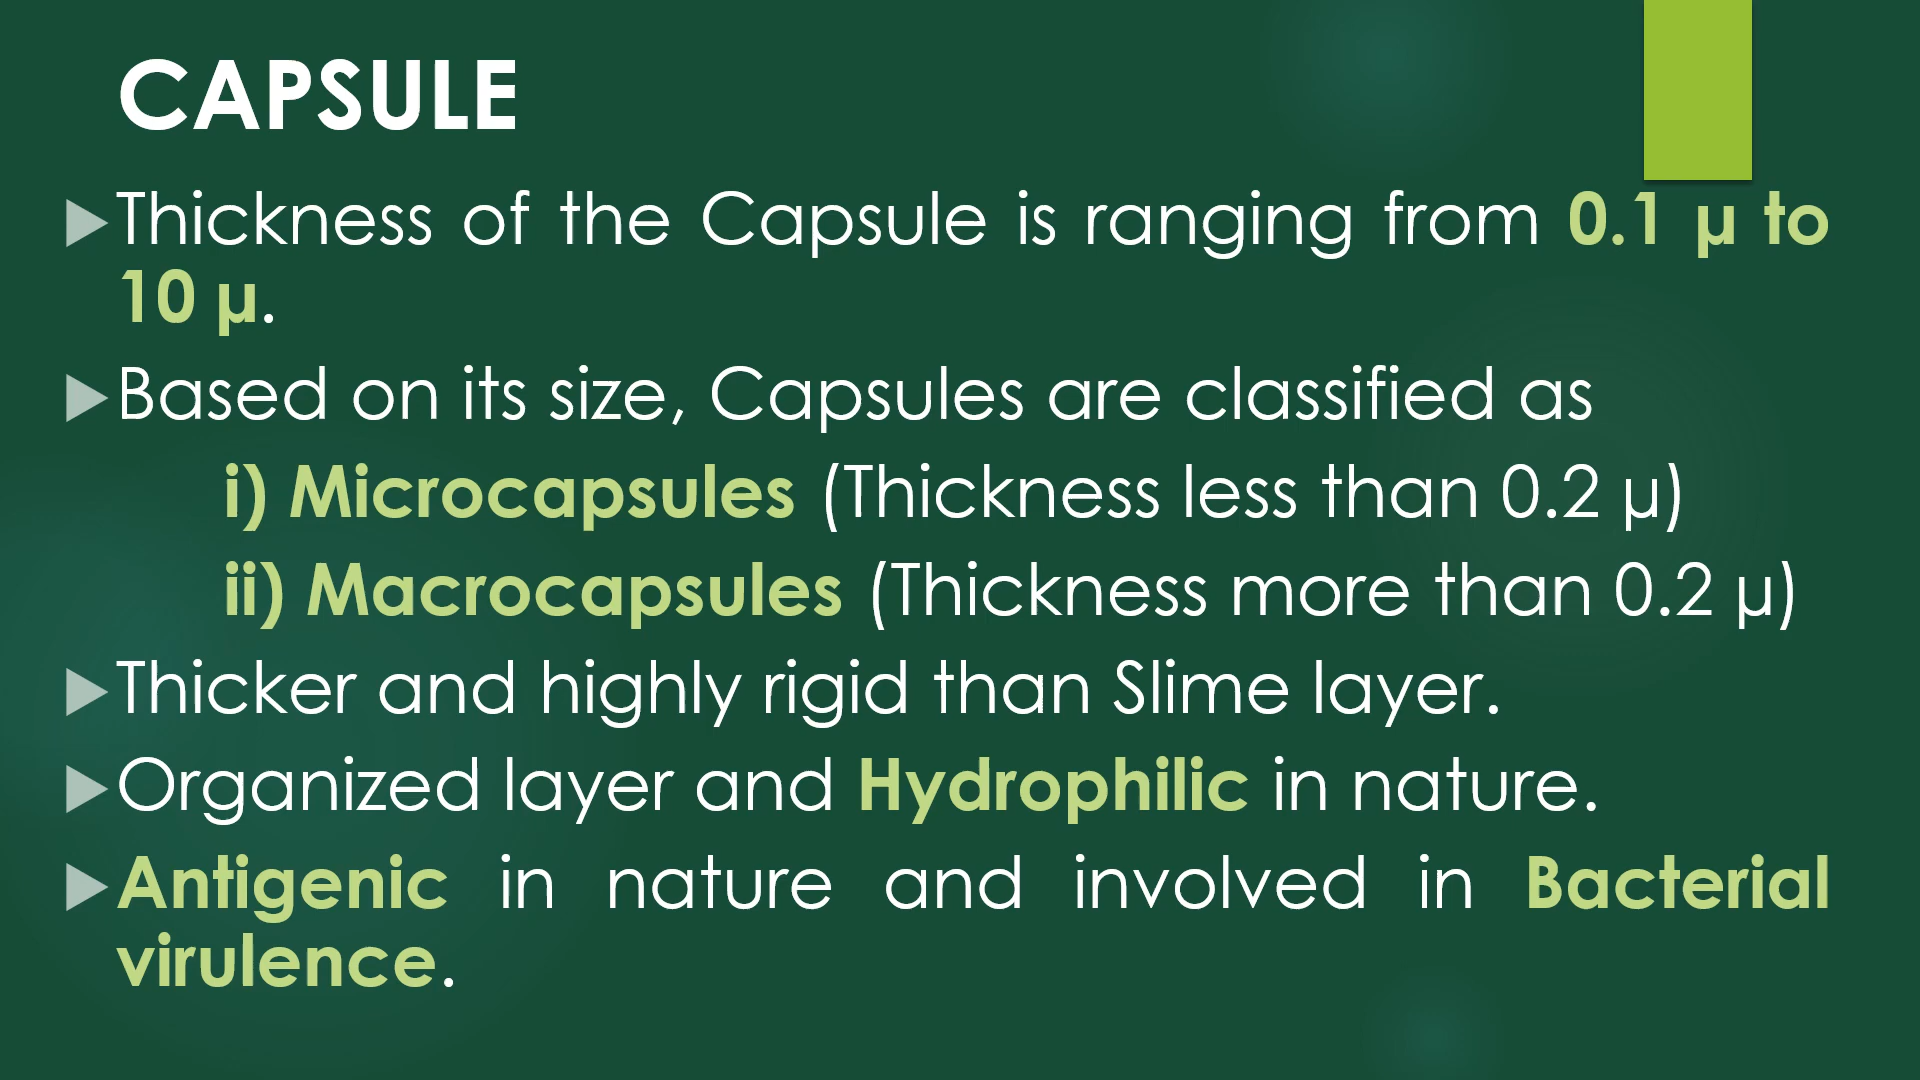 CAPSULE
Thickness of the Capsule is ranging from 0.1 µ to
10 µ.
Based on its size, Capsules are classified as
i) Microcapsules (Thickness less than 0.2 µ)
ii) Macrocapsules (Thickness more than 0.2 µ)
Thicker and highly rigid than Slime layer.
Organized layer and Hydrophilic in nature.
Antigenic in nature and involved in Bacterial
virulence.